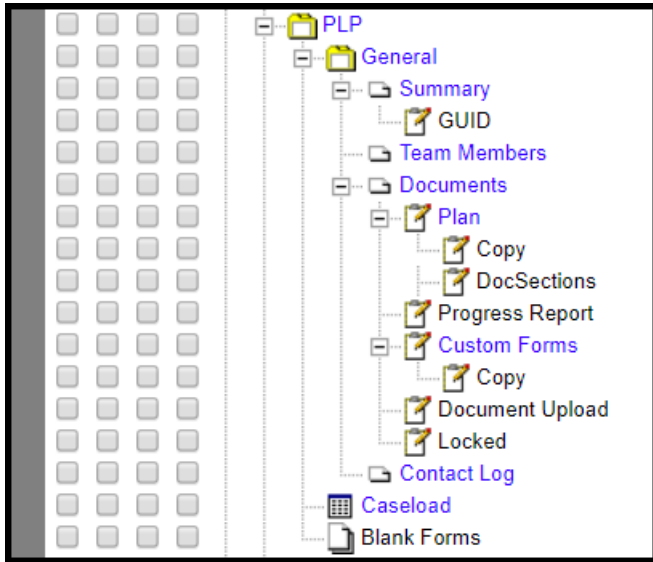 PLP
General
Summary
GUID
Team Members
Documents
Plan
Copy
DocSections
Progress Report
Custom Forms
Copy
Document Upload
Locked
Contact Log
Caseload
Blank Forms